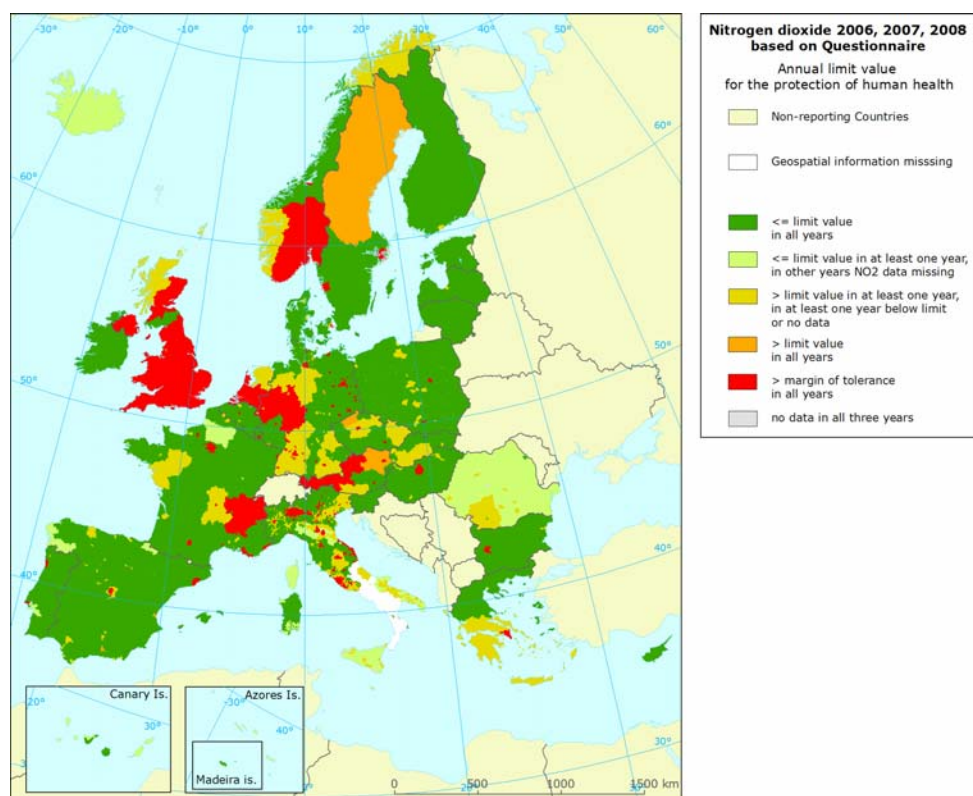 -30°
-20°
-10°
0°
10°
20°
30°
40°
50°
60°
60°
60°
50°
50°
40°
40°
40°
30°
Canary Is.
20°
30°
Azores Is.
-30°
40°
Madeira is.
0 500 1000 1500 km
0°
10°
20°
30°
Nitrogen dioxide 2006, 2007, 2008
based on Questionnaire
Annual limit value
for the protection of human health
Non-reporting Countries
Geospatial information misssing
<= limit value
in all years
<= limit value in at least one year,
in other years NO2 data missing
> limit value in at least one year,
in at least one year below limit
or no data
> limit value
in all years
> margin of tolerance
in all years
no data in all three years